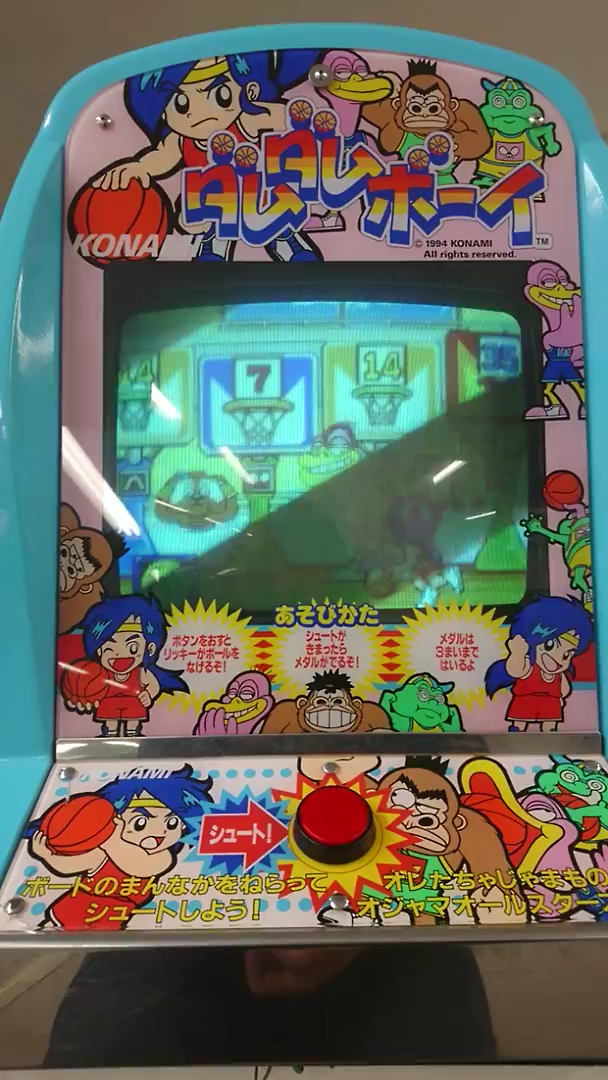 ダムダムボーイ
TM
KONAMI
© 1994 KONAMI
All rights reserved.
14
7
14
35
あそびかた
ボタンをおすと
リッキーがボールを
なげるぞ!
シュートが
きまったら
メダルがでるぞ!
メダルは
3まいまで
はいるよ
KONAMI
シュート!
ボードのまんなかをねらって
シュートしよう!
オレたちゃじゃまもの
オジャマオールスターズ